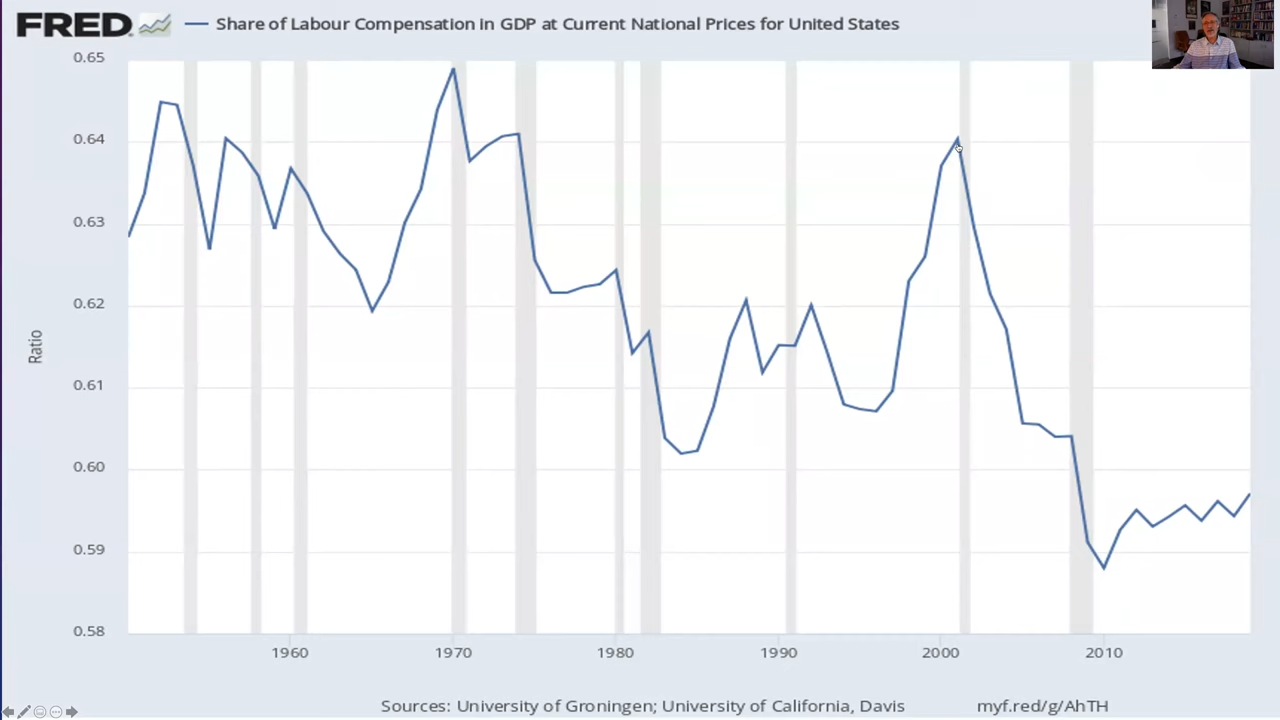 FRED
Share of Labour Compensation in GDP at Current National Prices for United States
0.65
0.64
0.63
0.62
0.61
0.60
0.59
0.58
Ratio
1960 1970 1980 1990 2000 2010
Sources: University of Groningen; University of California, Davis myf.red/g/AhTH